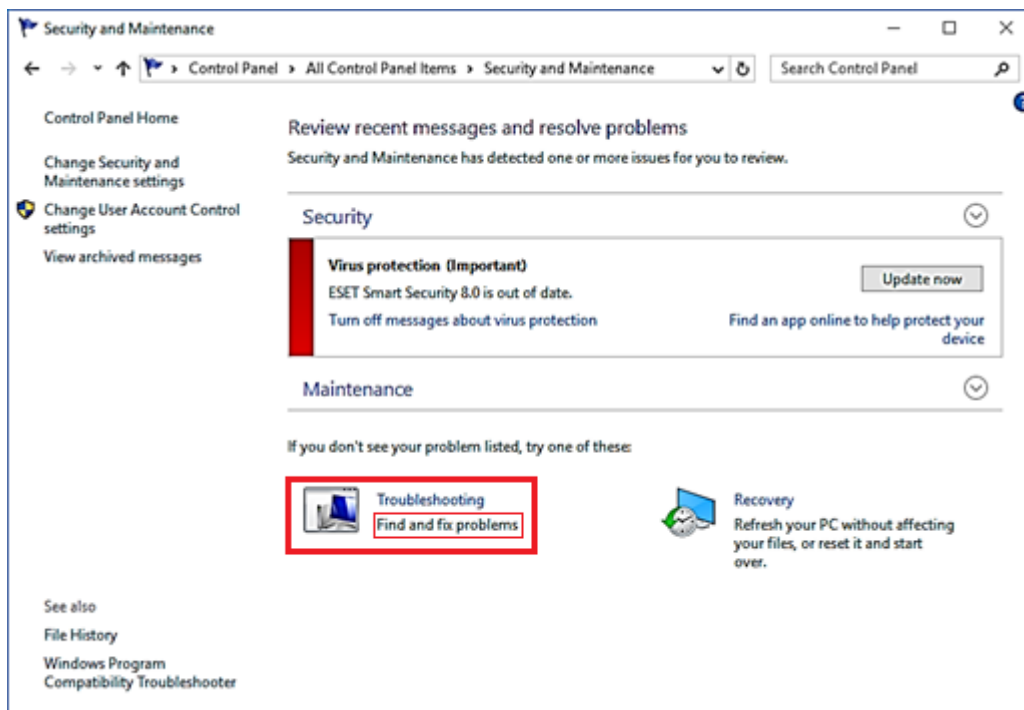 Security and Maintenance
Control Panel › All Control Panel Items › Security and Maintenance
Search Control Panel
Control Panel Home
Change Security and
Maintenance settings
Change User Account Control
settings
View archived messages
Review recent messages and resolve problems
Security and Maintenance has detected one or more issues for you to review.
Security
Virus protection (Important)
ESET Smart Security 8.0 is out of date.
Update now
Turn off messages about virus protection
Find an app online to help protect your
device
Maintenance
If you don't see your problem listed, try one of these:
Troubleshooting
Find and fix problems
Recovery
Refresh your PC without affecting
your files, or reset it and start
over.
See also
File History
Windows Program
Compatibility Troubleshooter